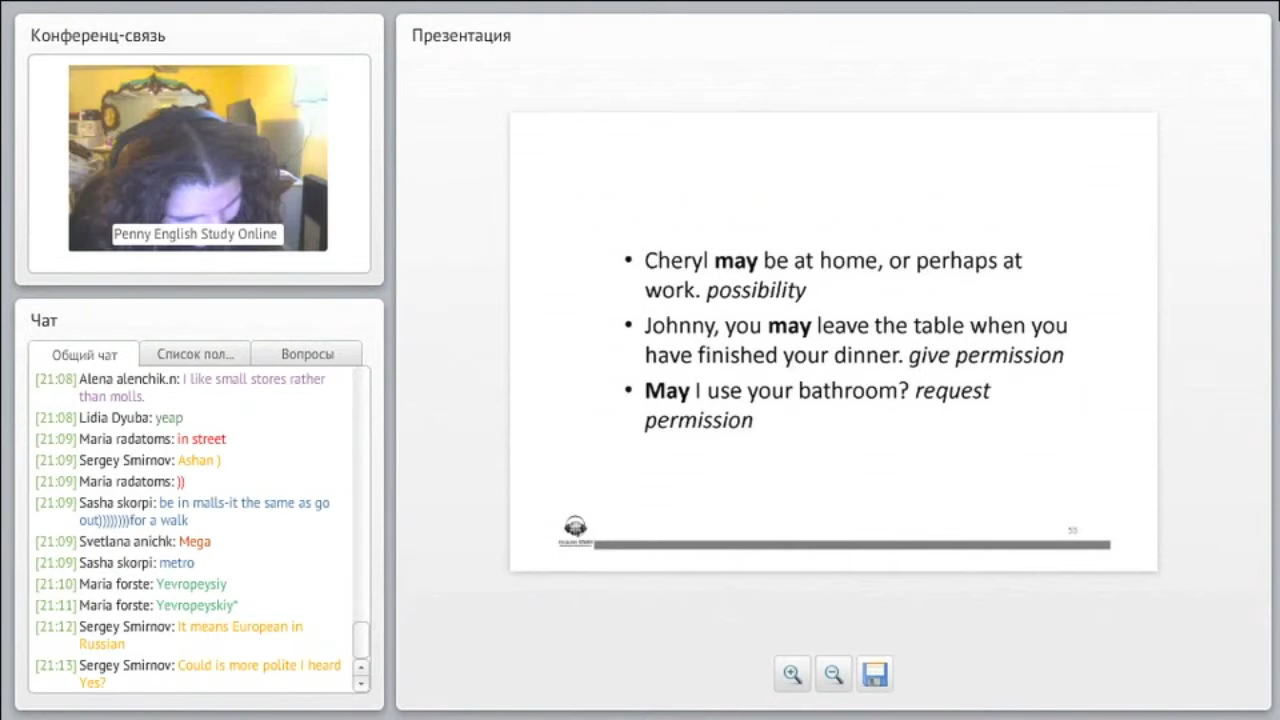 Конференц-связь
Penny English Study Online
Чат
Общий чат
Список пол...
Вопросы
[21:08] Alena alenchik.n: I like small stores rather
than molls.
[21:08] Lidia Dyuba: yeap
[21:09] Maria radatoms: in street
[21:09] Sergey Smirnov: Ashan )
[21:09] Maria radatoms: ))
[21:09] Sasha skorpi: be in malls-it the same as go
out))))))))for a walk
[21:09] Svetlana anichk: Mega
[21:09] Sasha skorpi: metro
[21:10] Maria forste: Yevropeysiy
[21:11] Maria forste: Yevropeyskiy*
[21:12] Sergey Smirnov: It means European in
Russian
[21:13] Sergey Smirnov: Could is more polite I heard
Yes?
Презентация
• Cheryl may be at home, or perhaps at
work. possibility
• Johnny, you may leave the table when you
have finished your dinner. give permission
• May I use your bathroom? request
permission